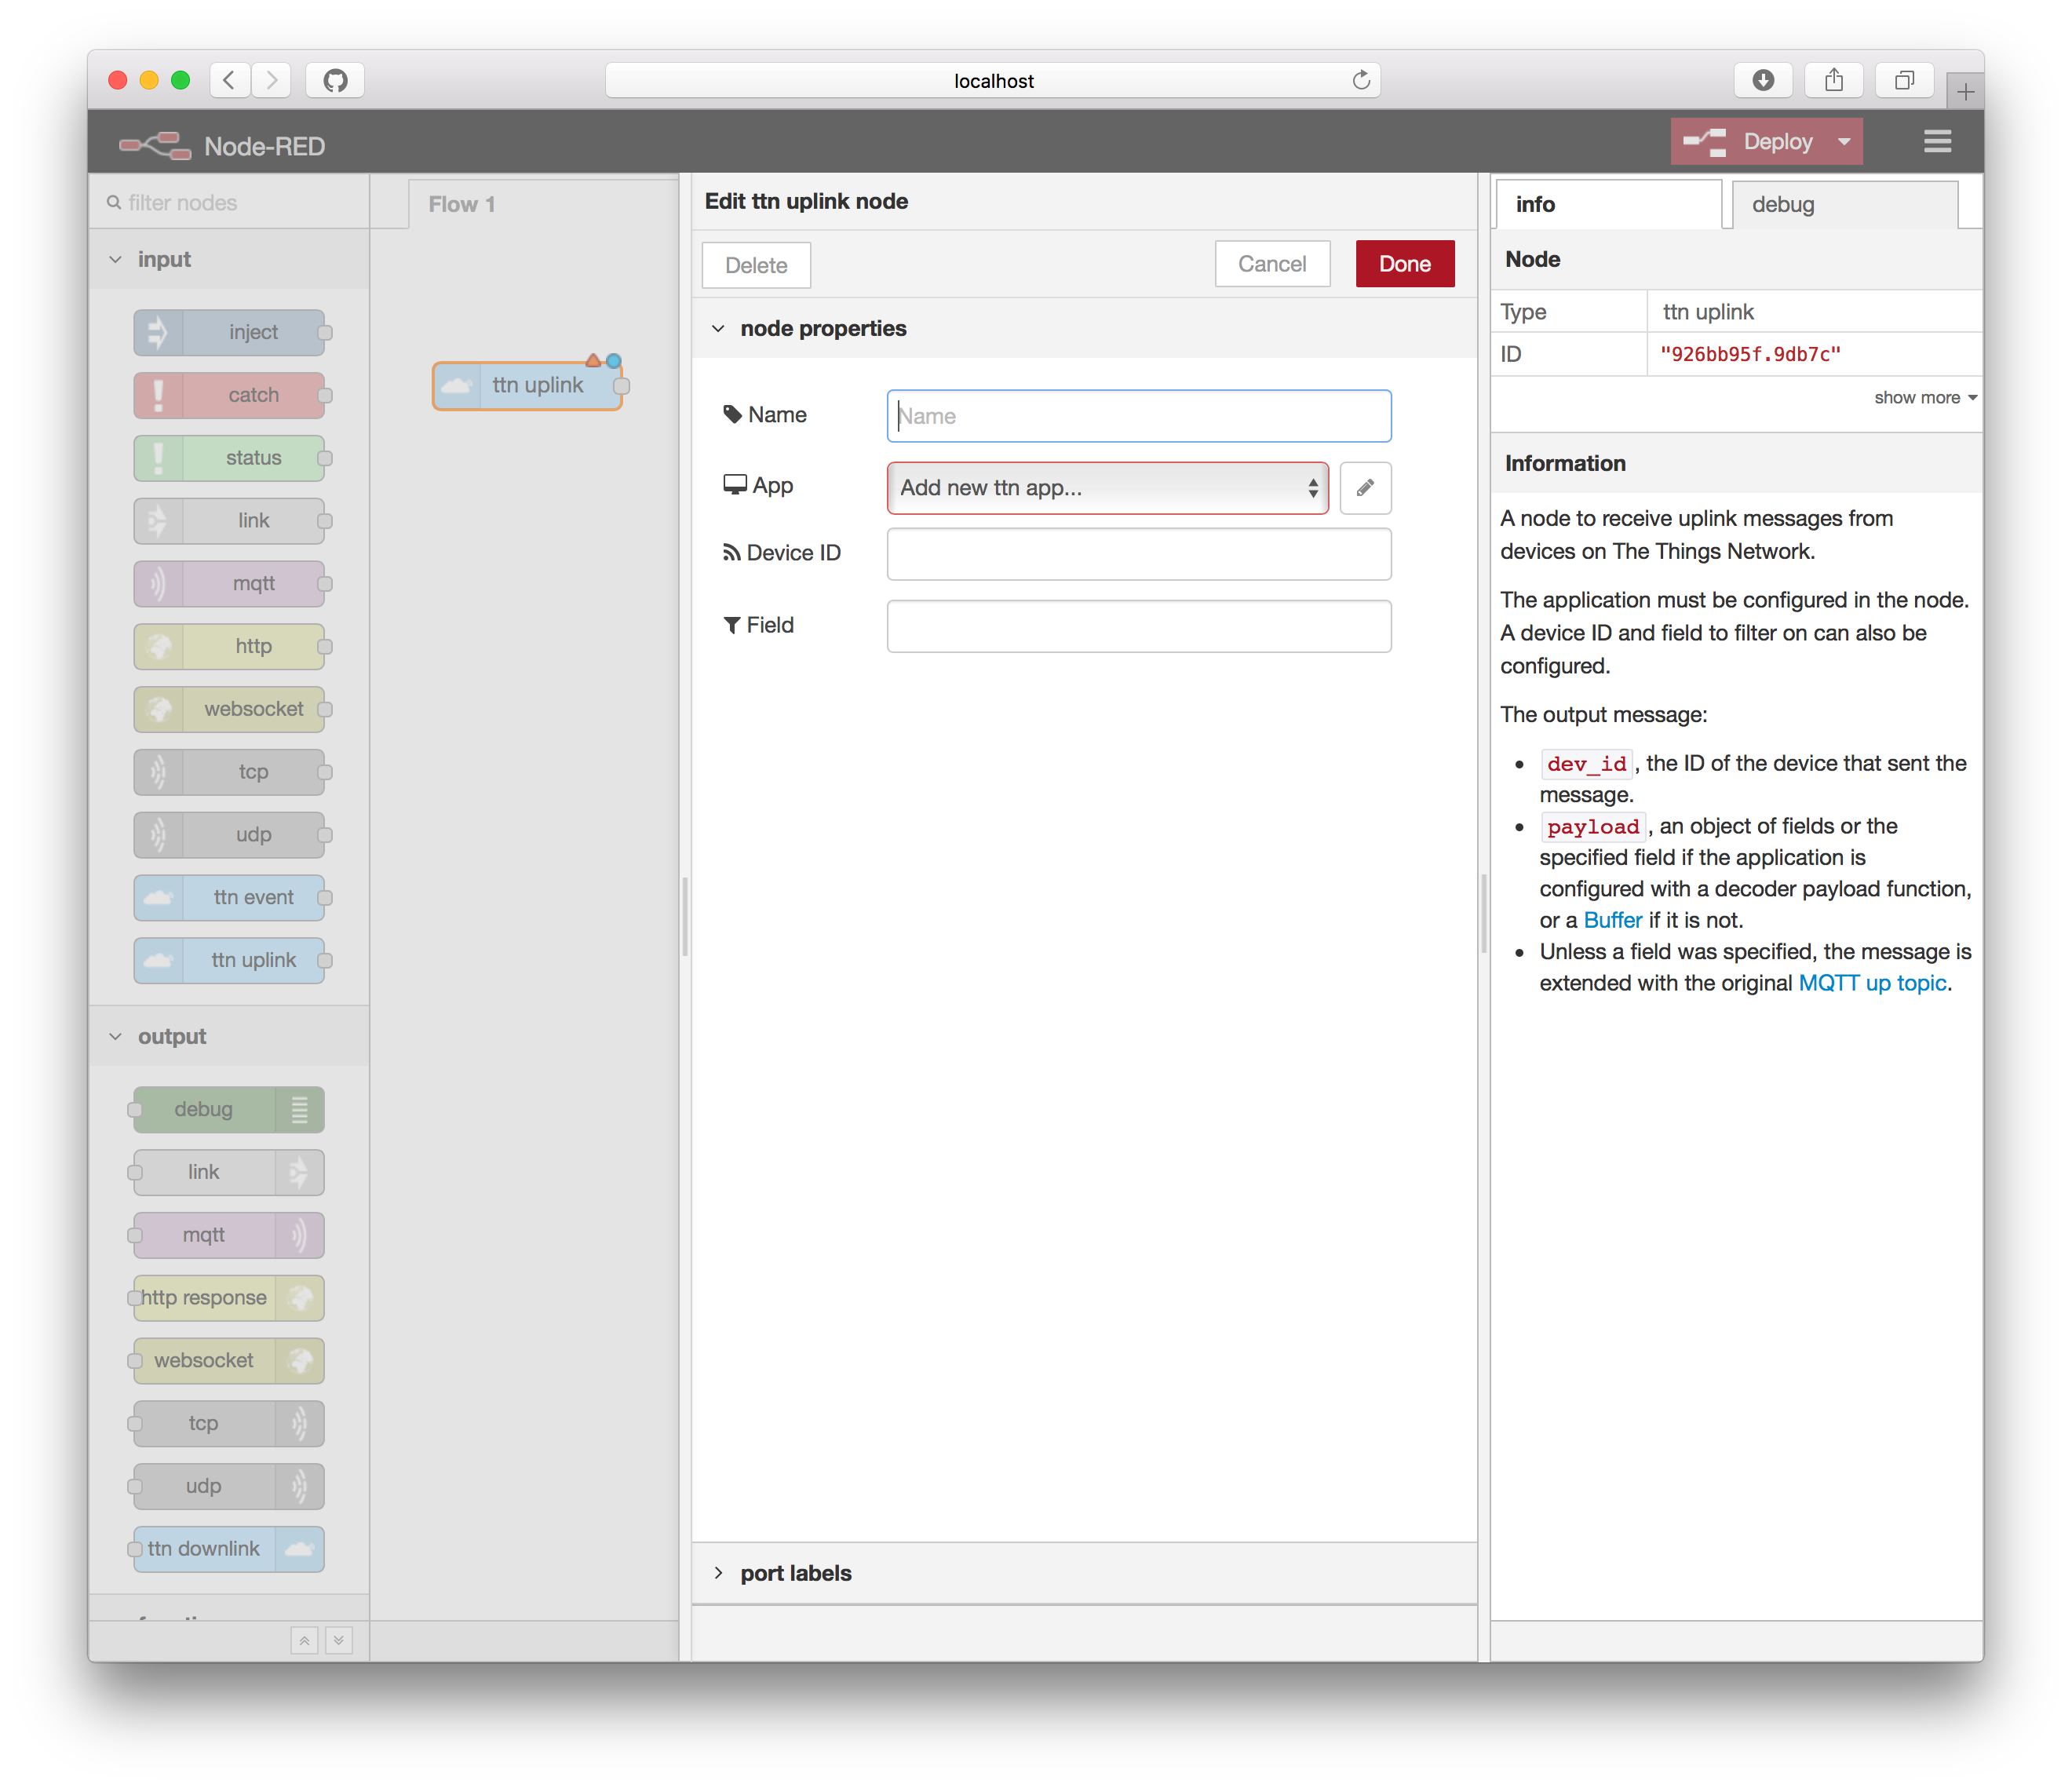 localhost
Node-RED
Deploy
filter nodes
input
inject
catch
status
link
mqtt
http
websocket
tcp
udp
ttn event
ttn uplink
output
debug
link
mqtt
http response
websocket
tcp
udp
ttn downlink
Flow 1
ttn uplink
Edit ttn uplink node
Delete
Cancel
Done
node properties
Name
Name
App
Add new ttn app...
Device ID
Field
port labels
info
debug
Node
Type
ttn uplink
ID
"926bb95f.9db7c"
show more
Information
A node to receive uplink messages from
devices on The Things Network.
The application must be configured in the node.
A device ID and field to filter on can also be
configured.
The output message:
dev_id, the ID of the device that sent the
message.
payload, an object of fields or the
specified field if the application is
configured with a decoder payload function,
or a Buffer if it is not.
Unless a field was specified, the message is
extended with the original MQTT up topic.